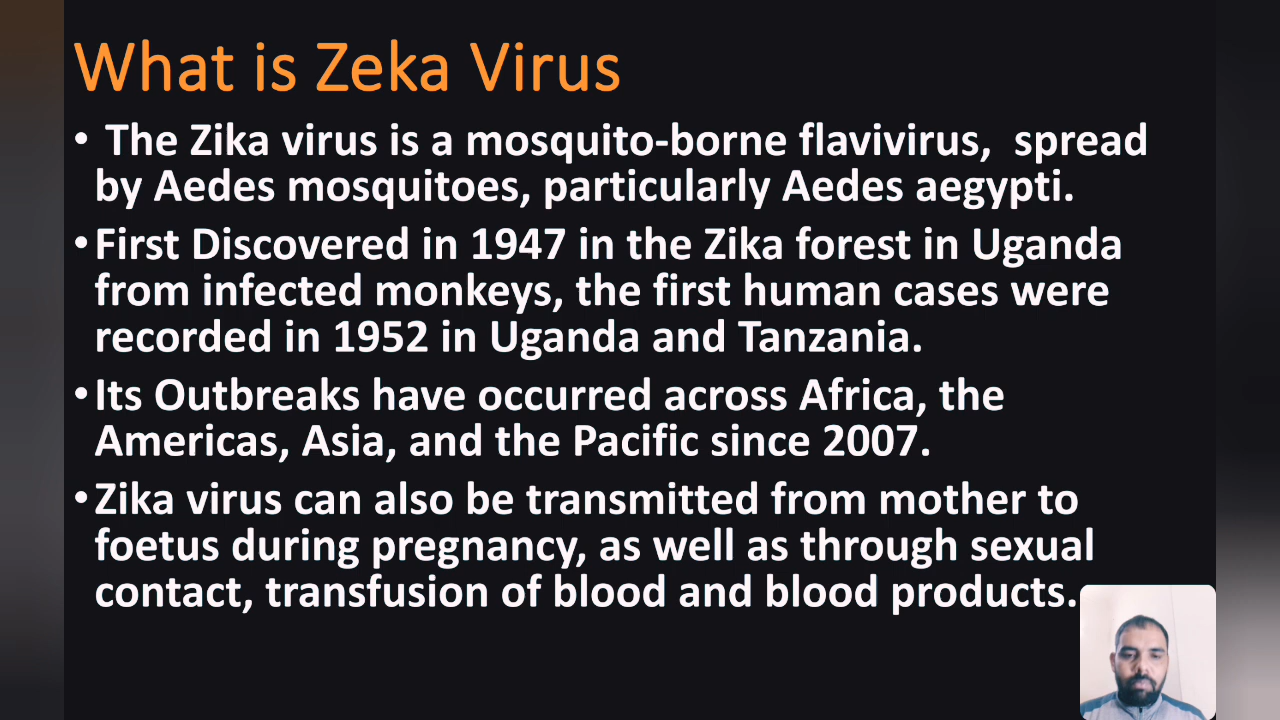 What is Zeka Virus
• The Zika virus is a mosquito-borne flavivirus, spread
by Aedes mosquitoes, particularly Aedes aegypti.
• First Discovered in 1947 in the Zika forest in Uganda
from infected monkeys, the first human cases were
recorded in 1952 in Uganda and Tanzania.
• Its Outbreaks have occurred across Africa, the
Americas, Asia, and the Pacific since 2007.
• Zika virus can also be transmitted from mother to
foetus during pregnancy, as well as through sexual
contact, transfusion of blood and blood products.